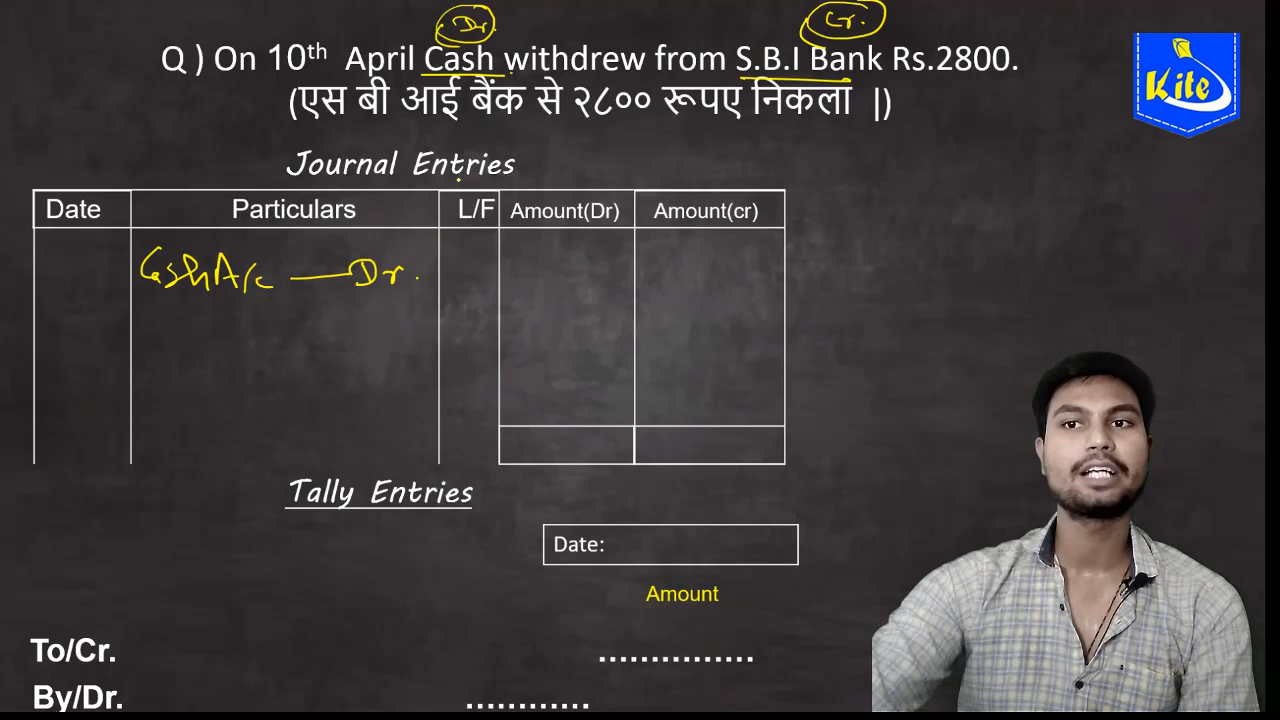 Dr. Cr.
Q ) On 10th April Cash withdrew from S.B.I Bank Rs.2800.
(एस बी आई बैंक से २८०० रूपए निकला |)
Kite
Journal Entries
Date Particulars L/F Amount(Dr) Amount(cr)
Cash A/c — Dr.
Tally Entries
Date:
Amount
To/Cr. ...............
By/Dr. ............